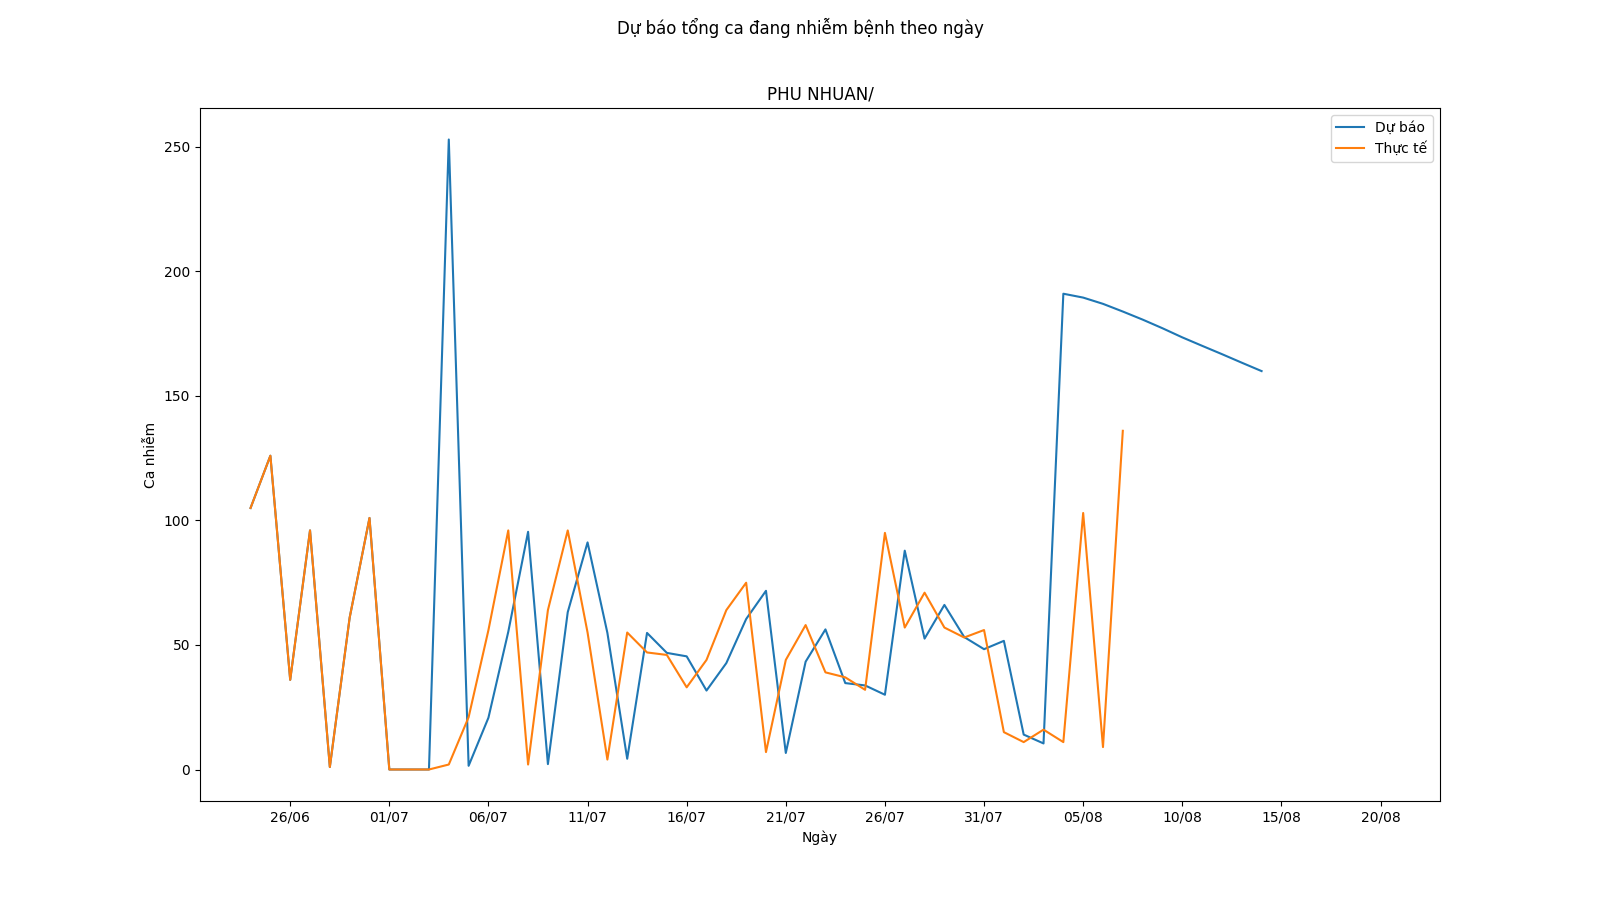 Dự báo tổng ca đang nhiễm bệnh theo ngày
PHU NHUAN/
Dự báo
Thực tế
250
200
150
100
50
0
Ca nhiễm
26/06 01/07 06/07 11/07 16/07 21/07 26/07 31/07 05/08 10/08 15/08 20/08
Ngày